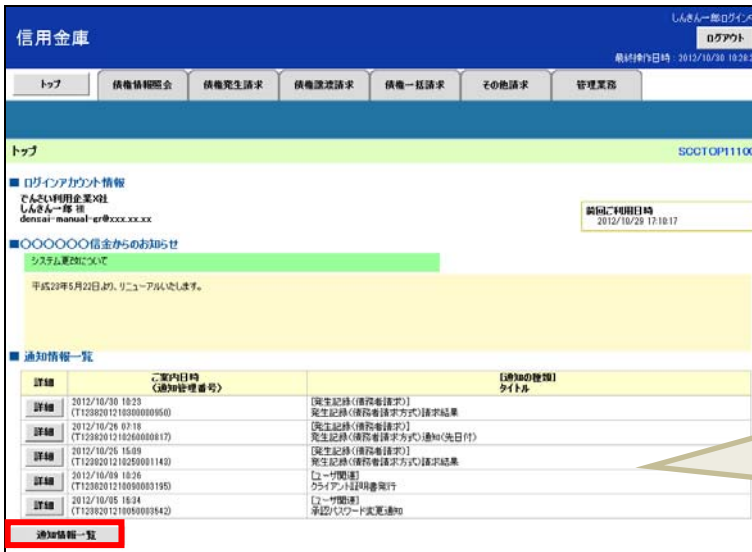 しんきん一郎ログイン
信用金庫
ログアウト
最終操作日時：2012/10/30 10:26:
トップ 債権情報照会 債権発生請求 債権譲渡請求 債権一括請求 その他請求 管理業務
トップ SCCTOP1110
■ ログインアカウント情報
でんさい利用企業X社
しんきん一郎 様
densai-manual-gr@xxx.xx.xx
前回ご利用日時
2012/10/29 17:10:17
■〇〇〇〇〇〇信金からのお知らせ
システム更改について
平成23年5月22日より、リニューアルいたします。
■ 通知情報一覧
詳細 ご案内日時 （通知管理番号） [通知の種類] タイトル
詳細 2012/10/30 10:23 [発生記録（債務者請求）]
(T1238201210300000950) 発生記録（債務者請求方式）請求結果
詳細 2012/10/26 07:18 [発生記録（債務者請求）]
(T1238201210260000017) 発生記録（債務者請求方式）通知（先日付）
詳細 2012/10/25 15:09 [発生記録（債務者請求）]
(T1238201210250001143) 発生記録（債務者請求方式）請求結果
詳細 2012/10/09 10:26 [ユーザ関連]
(T1238201210090003195) クライアント証明書発行
詳細 2012/10/05 16:34 [ユーザ関連]
(T1238201210050003542) 承認パスワード変更通知
通知情報一覧